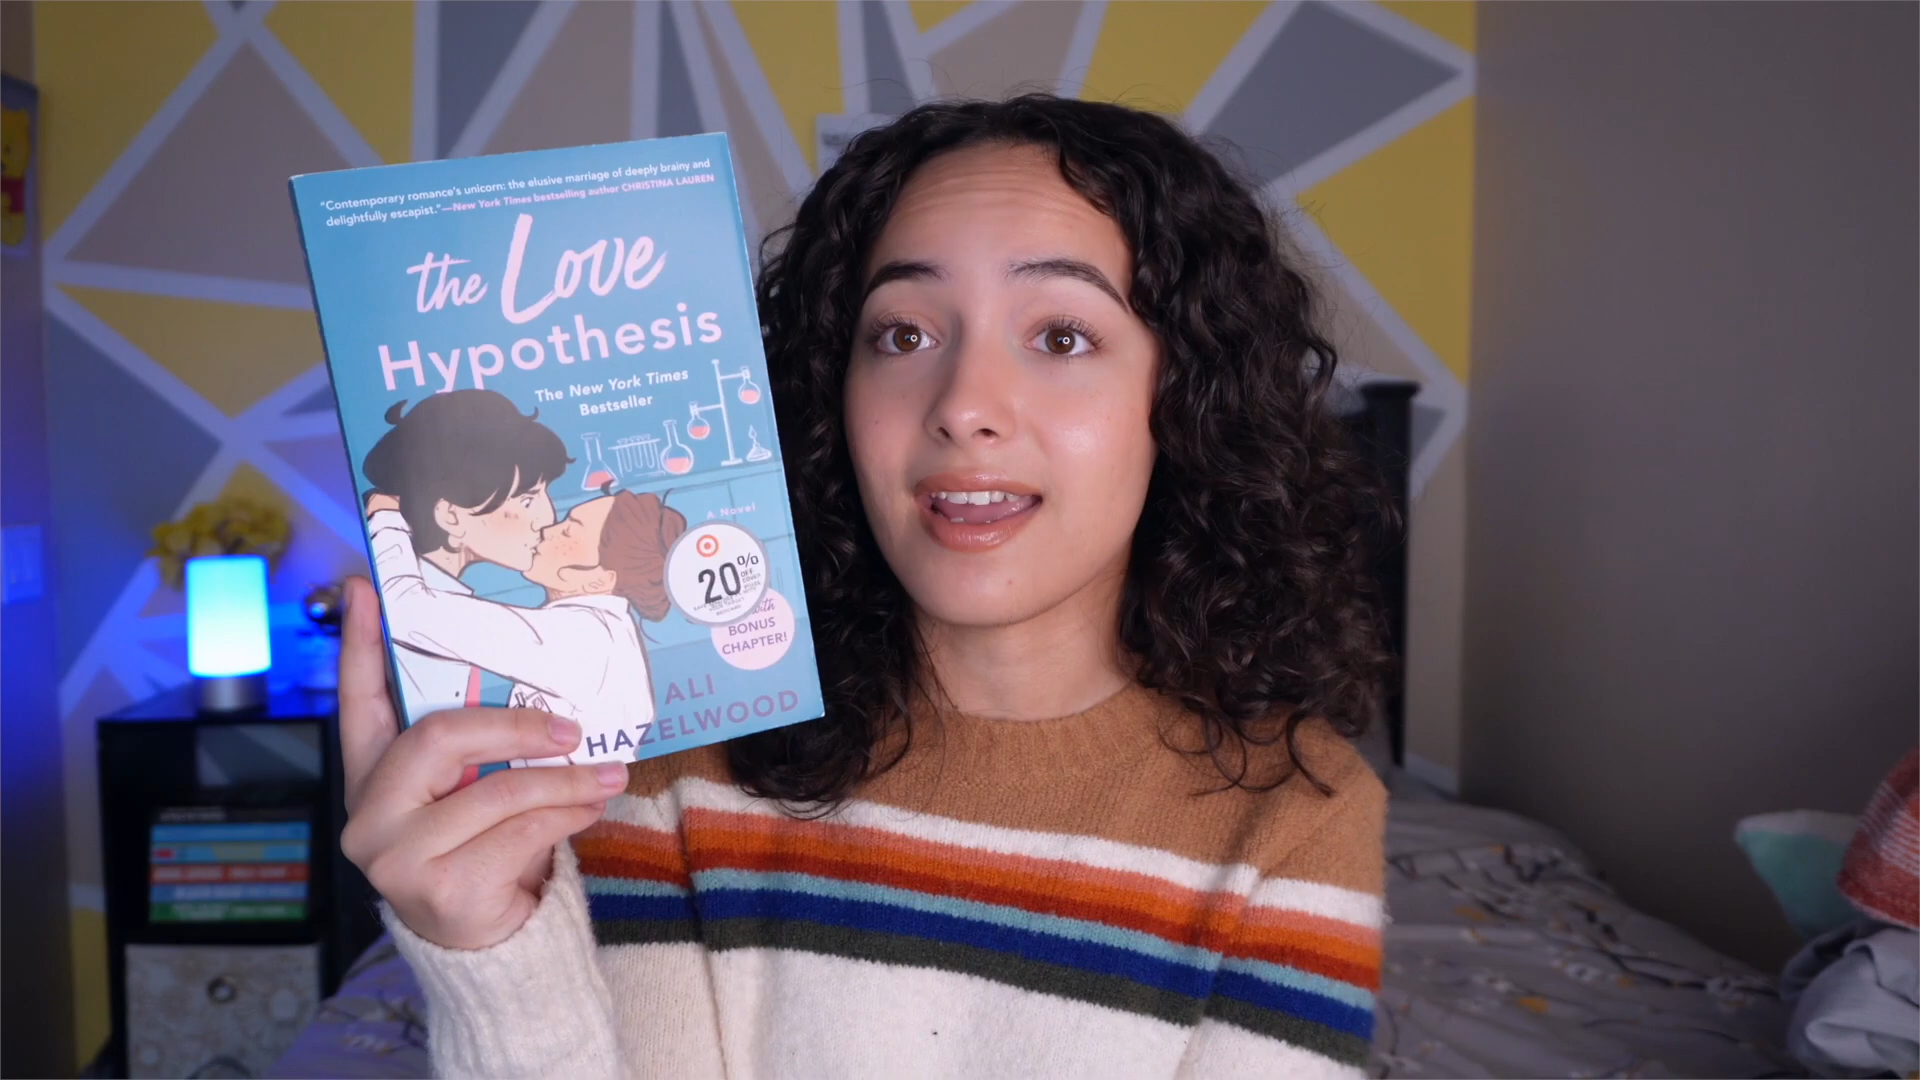 "Contemporary romance's unicorn: the elusive marriage of deeply brainy and
delightfully escapist."—New York Times bestselling author CHRISTINA LAUREN
the Love
Hypothesis
The New York Times
Bestseller
A Novel
20%
OFF
with
BONUS
CHAPTER!
ALI
HAZELWOOD